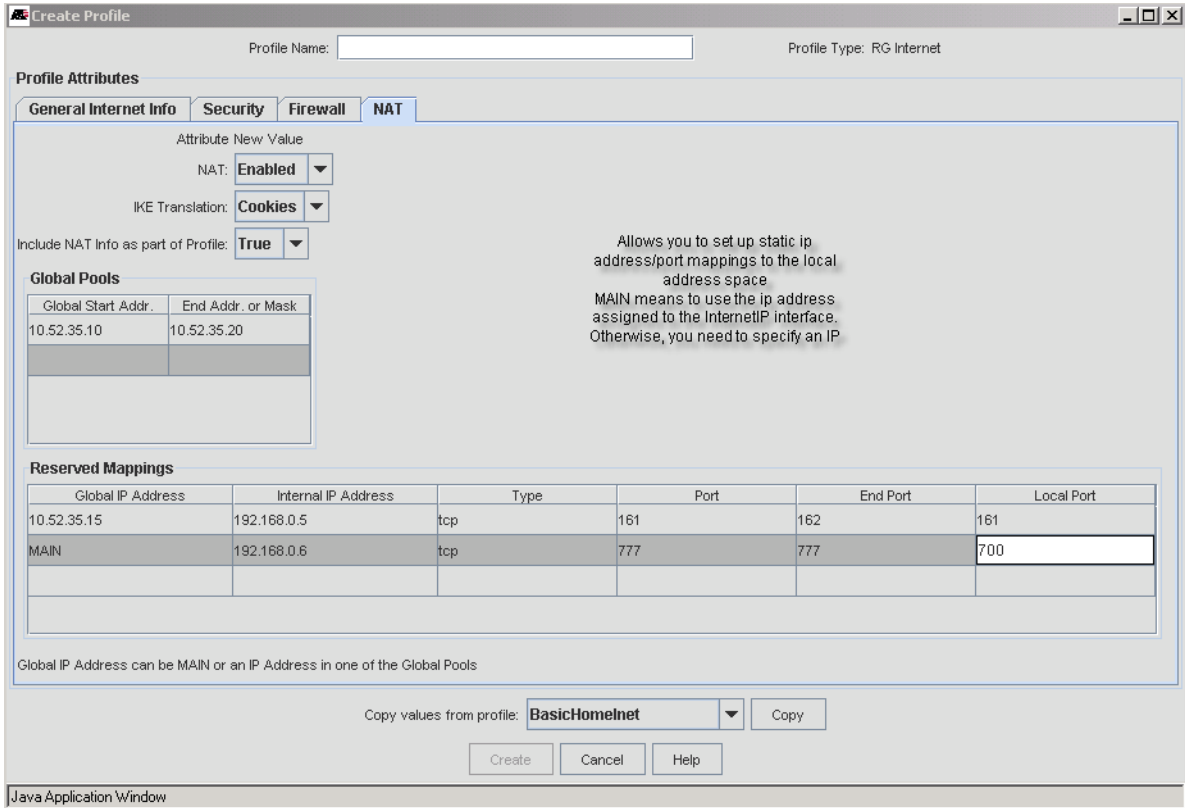 Create Profile
Profile Name:
Profile Type: RG Internet
Profile Attributes
General Internet Info Security Firewall NAT
Attribute New Value
NAT: Enabled
IKE Translation: Cookies
Include NAT Info as part of Profile: True
Allows you to set up static ip
address/port mappings to the local
address space
MAIN means to use the ip address
assigned to the InternetIP interface.
Otherwise, you need to specify an IP
Global Pools
Global Start Addr. End Addr. or Mask
10.52.35.10 10.52.35.20
Reserved Mappings
Global IP Address Internal IP Address Type Port End Port Local Port
10.52.35.15 192.168.0.5 tcp 161 162 161
MAIN 192.168.0.6 tcp 777 777 700
Global IP Address can be MAIN or an IP Address in one of the Global Pools
Copy values from profile: BasicHomeInet Copy
Create Cancel Help
Java Application Window